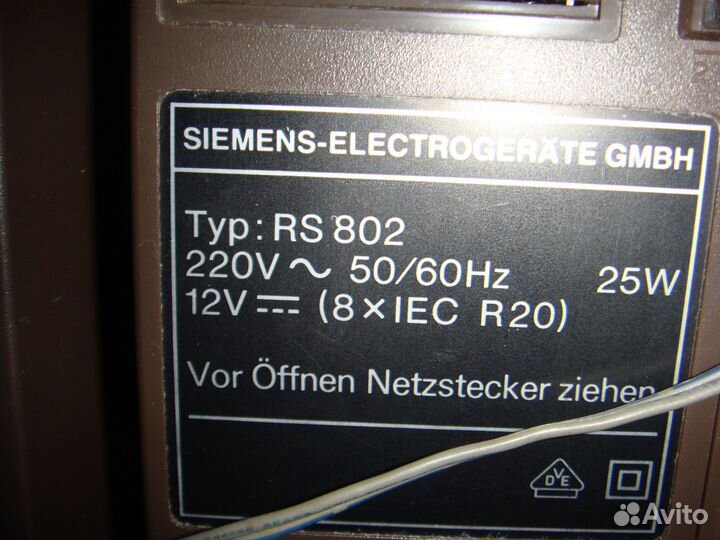 SIEMENS-ELECTROGERÄTE GMBH
Typ: RS 802
220V ~ 50/60Hz 25W
12V ⎓ (8×IEC R20)
Vor Öffnen Netzstecker ziehen
DVE
Avito